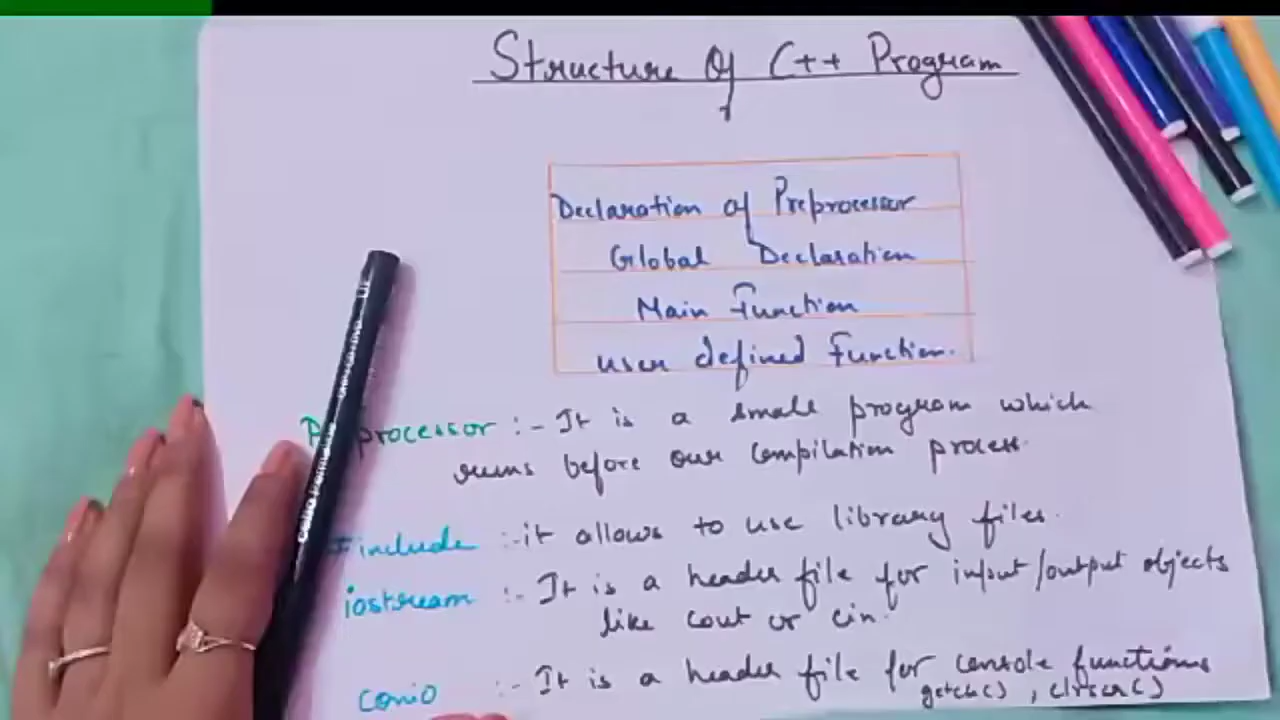 Structure Of C++ Program
Declaration of Preprocessor
Global Declaration
Main Function
user defined Function.
Preprocessor :- It is a small program which
runs before our compilation process.
#include :- it allows to use library files.
iostream :- It is a header file for input/output objects
like cout or cin.
conio :- It is a header file for console functions
getch() , clrscr()